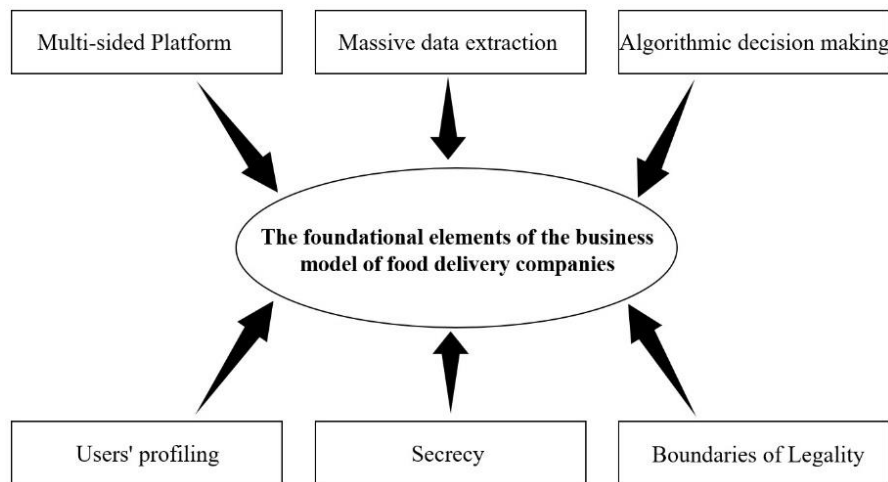 Multi-sided Platform
Massive data extraction
Algorithmic decision making
The foundational elements of the business
model of food delivery companies
Users' profiling
Secrecy
Boundaries of Legality